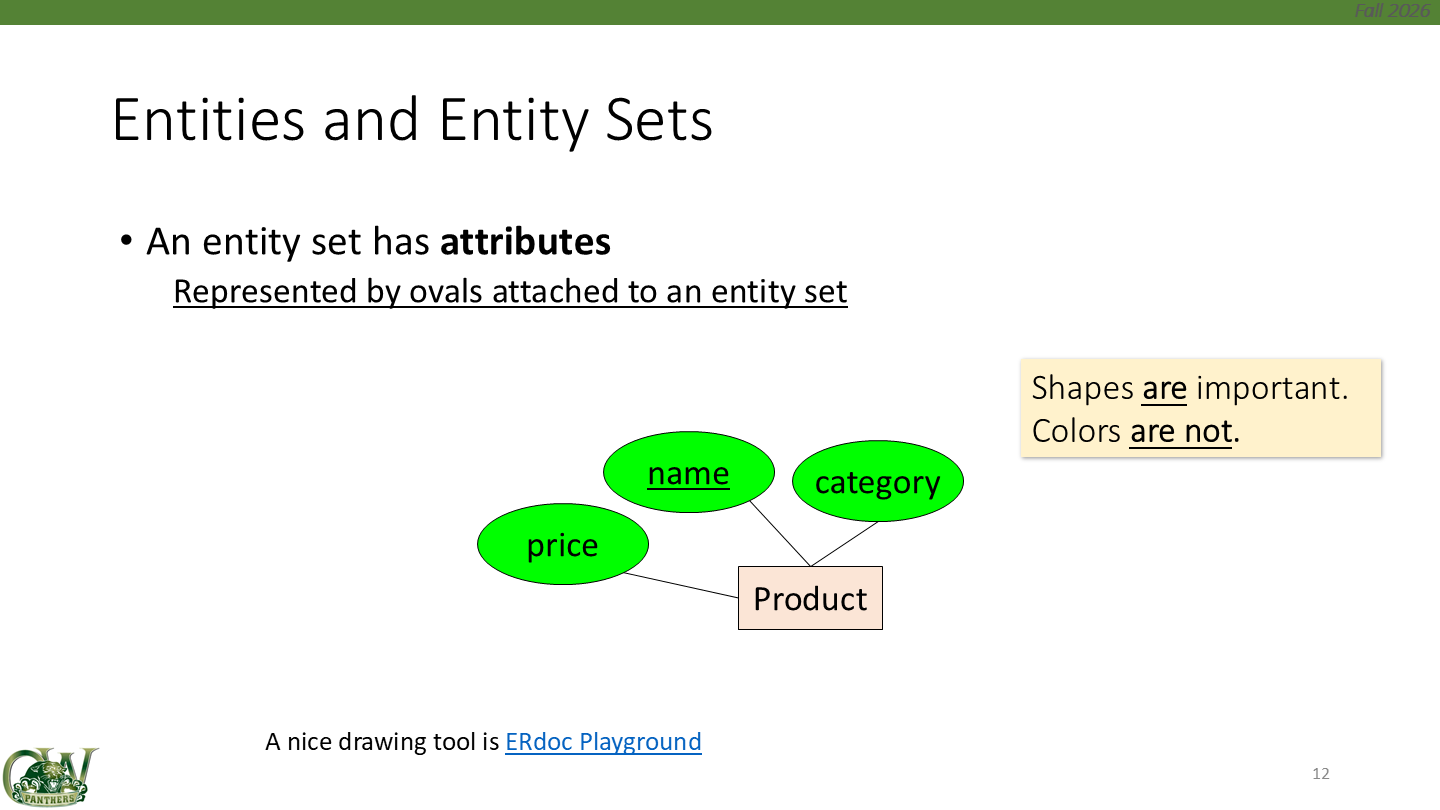 Fall 2026
Entities and Entity Sets
• An entity set has attributes
Represented by ovals attached to an entity set
Shapes are important.
Colors are not.
name
category
price
Product
A nice drawing tool is ERdoc Playground
OW
PANTHERS
12